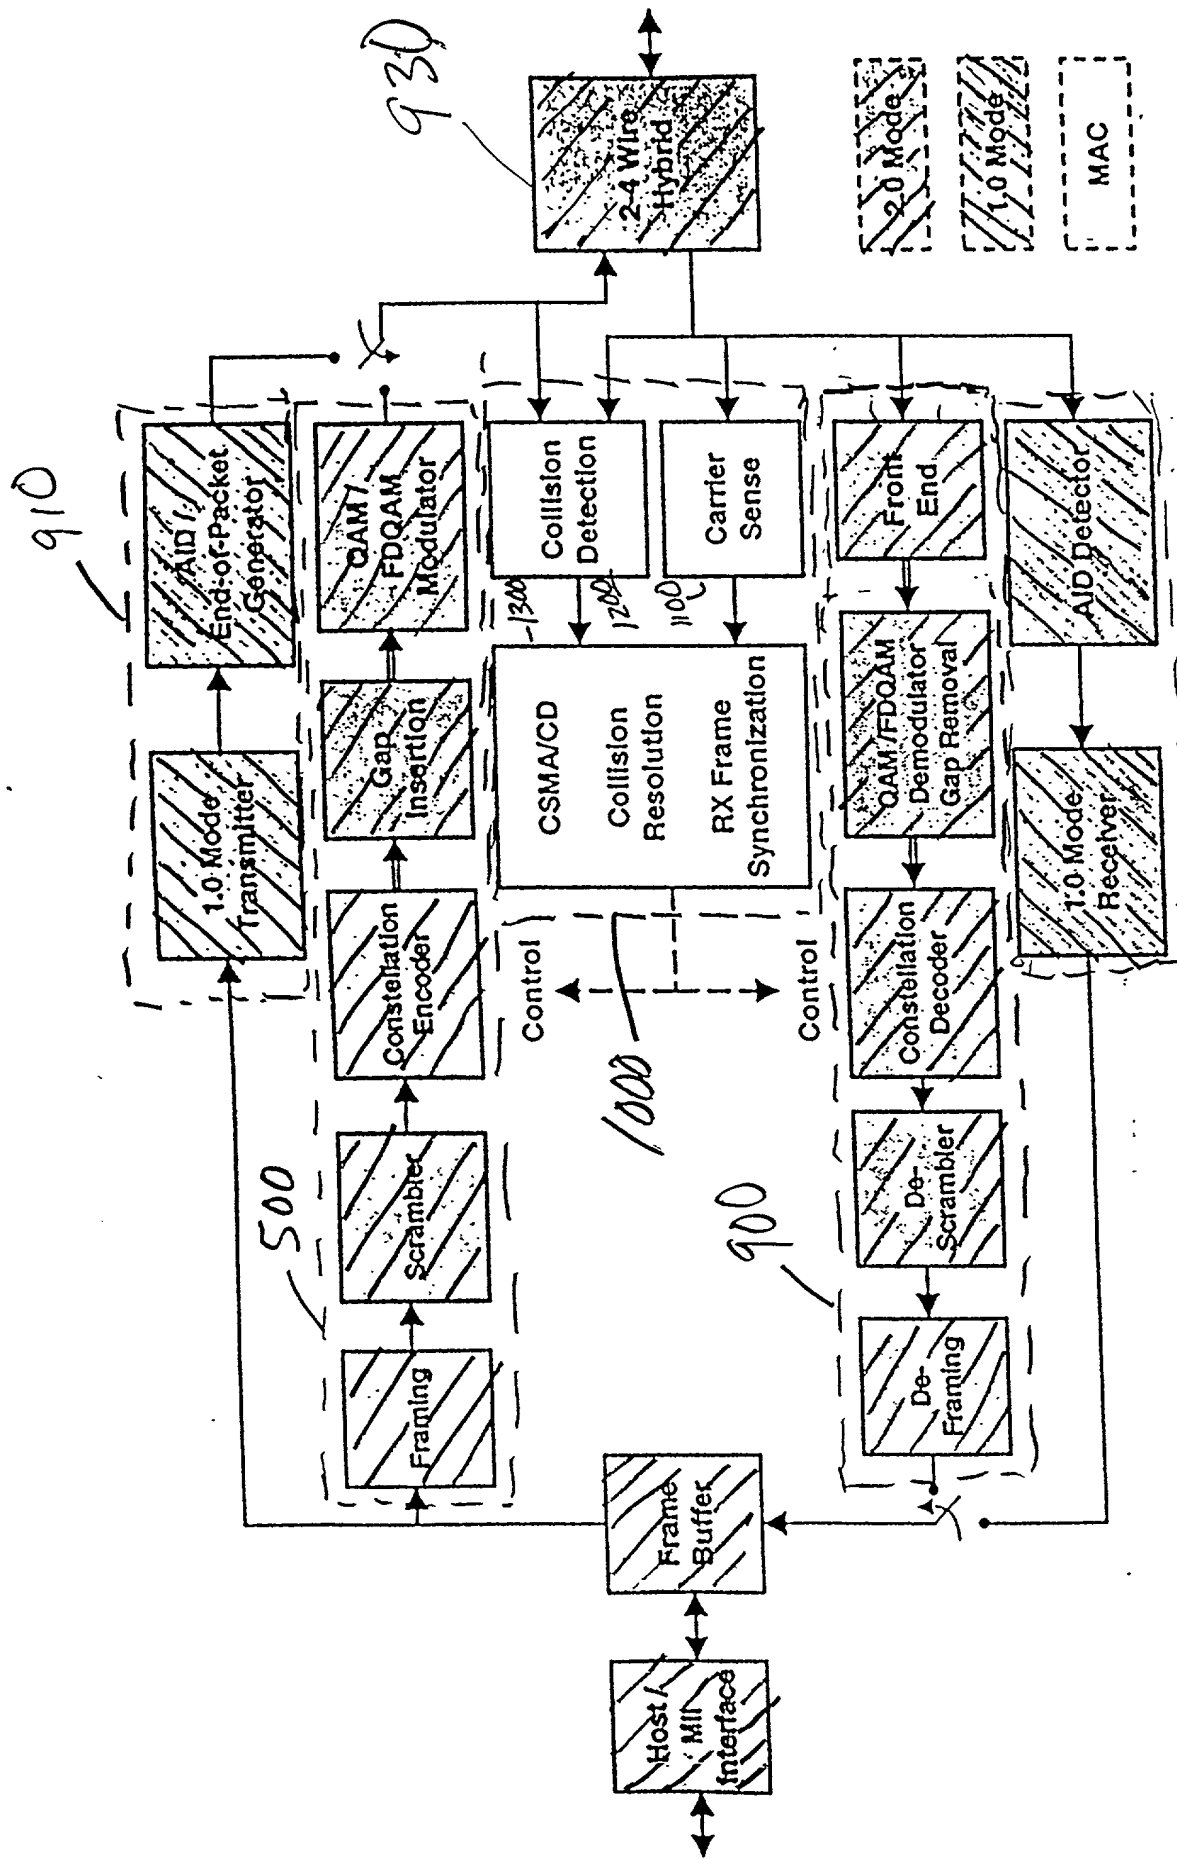 910
1.0 Mode
Transmitter
AID /
End-of-Packet
Generator
500
Framing
Scrambler
Constellation
Encoder
Gap
Insertion
QAM /
FDQAM
Modulator
930
2-4 Wire
Hybrid
Host /
MII
Interface
Frame
Buffer
Control
1000
Control
CSMA/CD
Collision
Resolution
RX Frame
Synchronization
1300
1200
1100
Collision
Detection
Carrier
Sense
900
De-
Framing
De-
Scrambler
Constellation
Decoder
QAM /FDQAM
Demodulator
Gap Removal
Front
End
1.0 Mode
Receiver
AID Detector
2.0 Mode
1.0 Mode
MAC